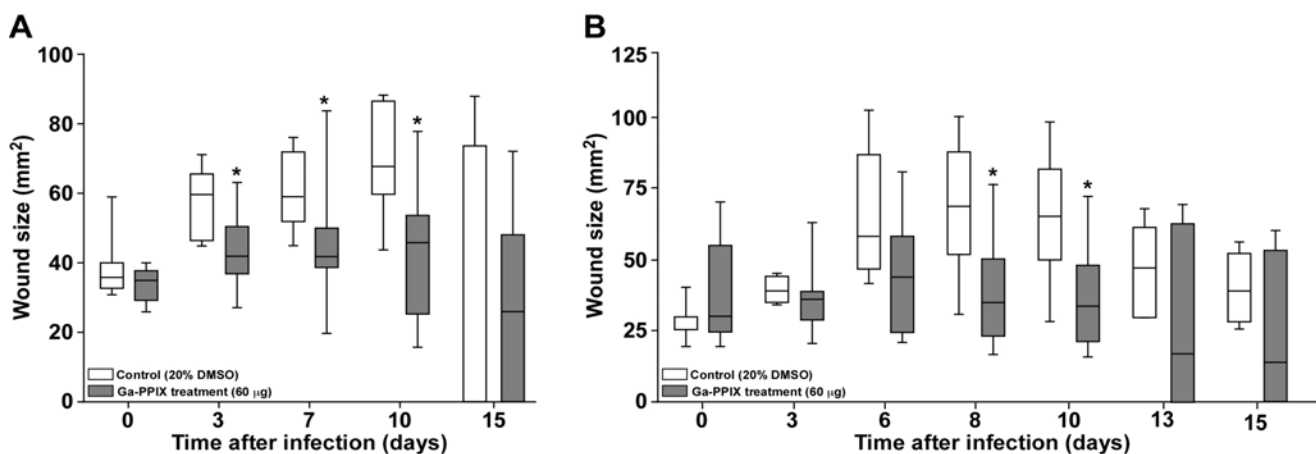 A
Wound size (mm²)
100
80
60
40
20
0
*
*
*
Control (20% DMSO)
Ga-PPIX treatment (60 μg)
0 3 7 10 15
Time after infection (days)
B
Wound size (mm²)
125
100
75
50
25
0
*
*
Control (20% DMSO)
Ga-PPIX treatment (60 μg)
0 3 6 8 10 13 15
Time after infection (days)